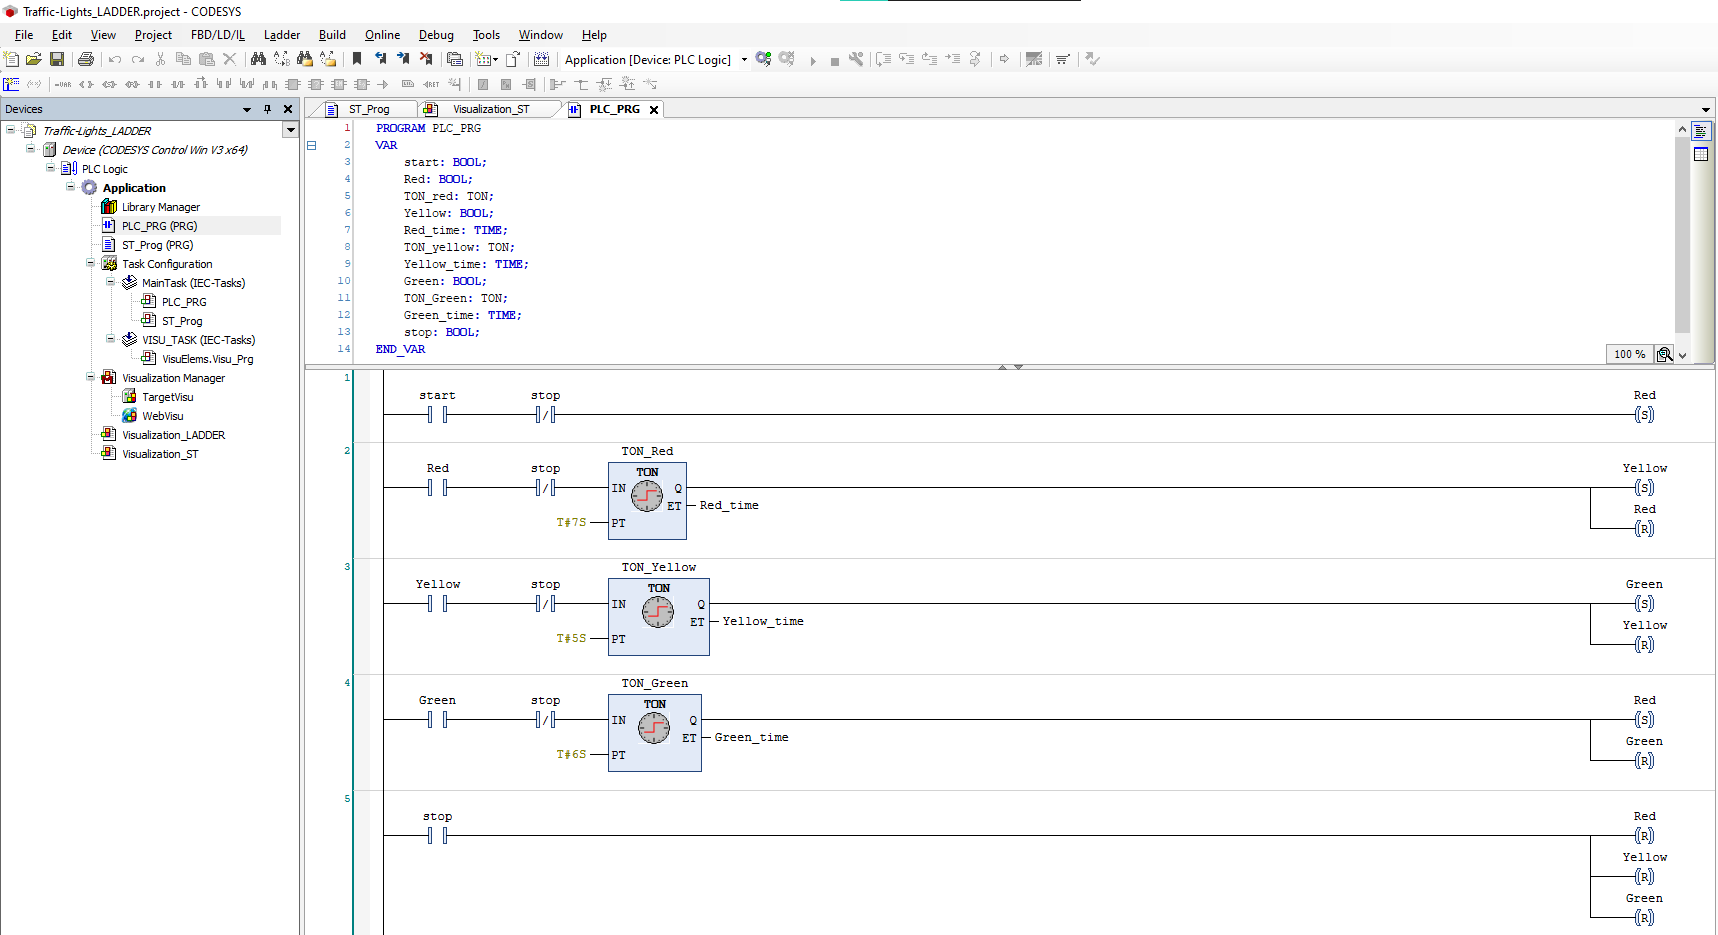 Traffic-Lights_LADDER.project - CODESYS
File Edit View Project FBD/LD/IL Ladder Build Online Debug Tools Window Help
Application [Device: PLC Logic]
Devices
Traffic-Lights_LADDER
Device (CODESYS Control Win V3 x64)
PLC Logic
Application
Library Manager
PLC_PRG (PRG)
ST_Prog (PRG)
Task Configuration
MainTask (IEC-Tasks)
PLC_PRG
ST_Prog
VISU_TASK (IEC-Tasks)
VisuElems.Visu_Prg
Visualization Manager
TargetVisu
WebVisu
Visualization_LADDER
Visualization_ST
ST_Prog Visualization_ST PLC_PRG
1 PROGRAM PLC_PRG
2 VAR
3 start: BOOL;
4 Red: BOOL;
5 TON_red: TON;
6 Yellow: BOOL;
7 Red_time: TIME;
8 TON_yellow: TON;
9 Yellow_time: TIME;
10 Green: BOOL;
11 TON_Green: TON;
12 Green_time: TIME;
13 stop: BOOL;
14 END_VAR
100 %
1
start stop Red
S
2
TON_Red
Red stop TON Yellow
IN Q S
ET Red_time Red
T#7S PT R
3
TON_Yellow
Yellow stop TON Green
IN Q S
ET Yellow_time Yellow
T#5S PT R
4
TON_Green
Green stop TON Red
IN Q S
ET Green_time Green
T#6S PT R
5
stop Red
R
Yellow
R
Green
R